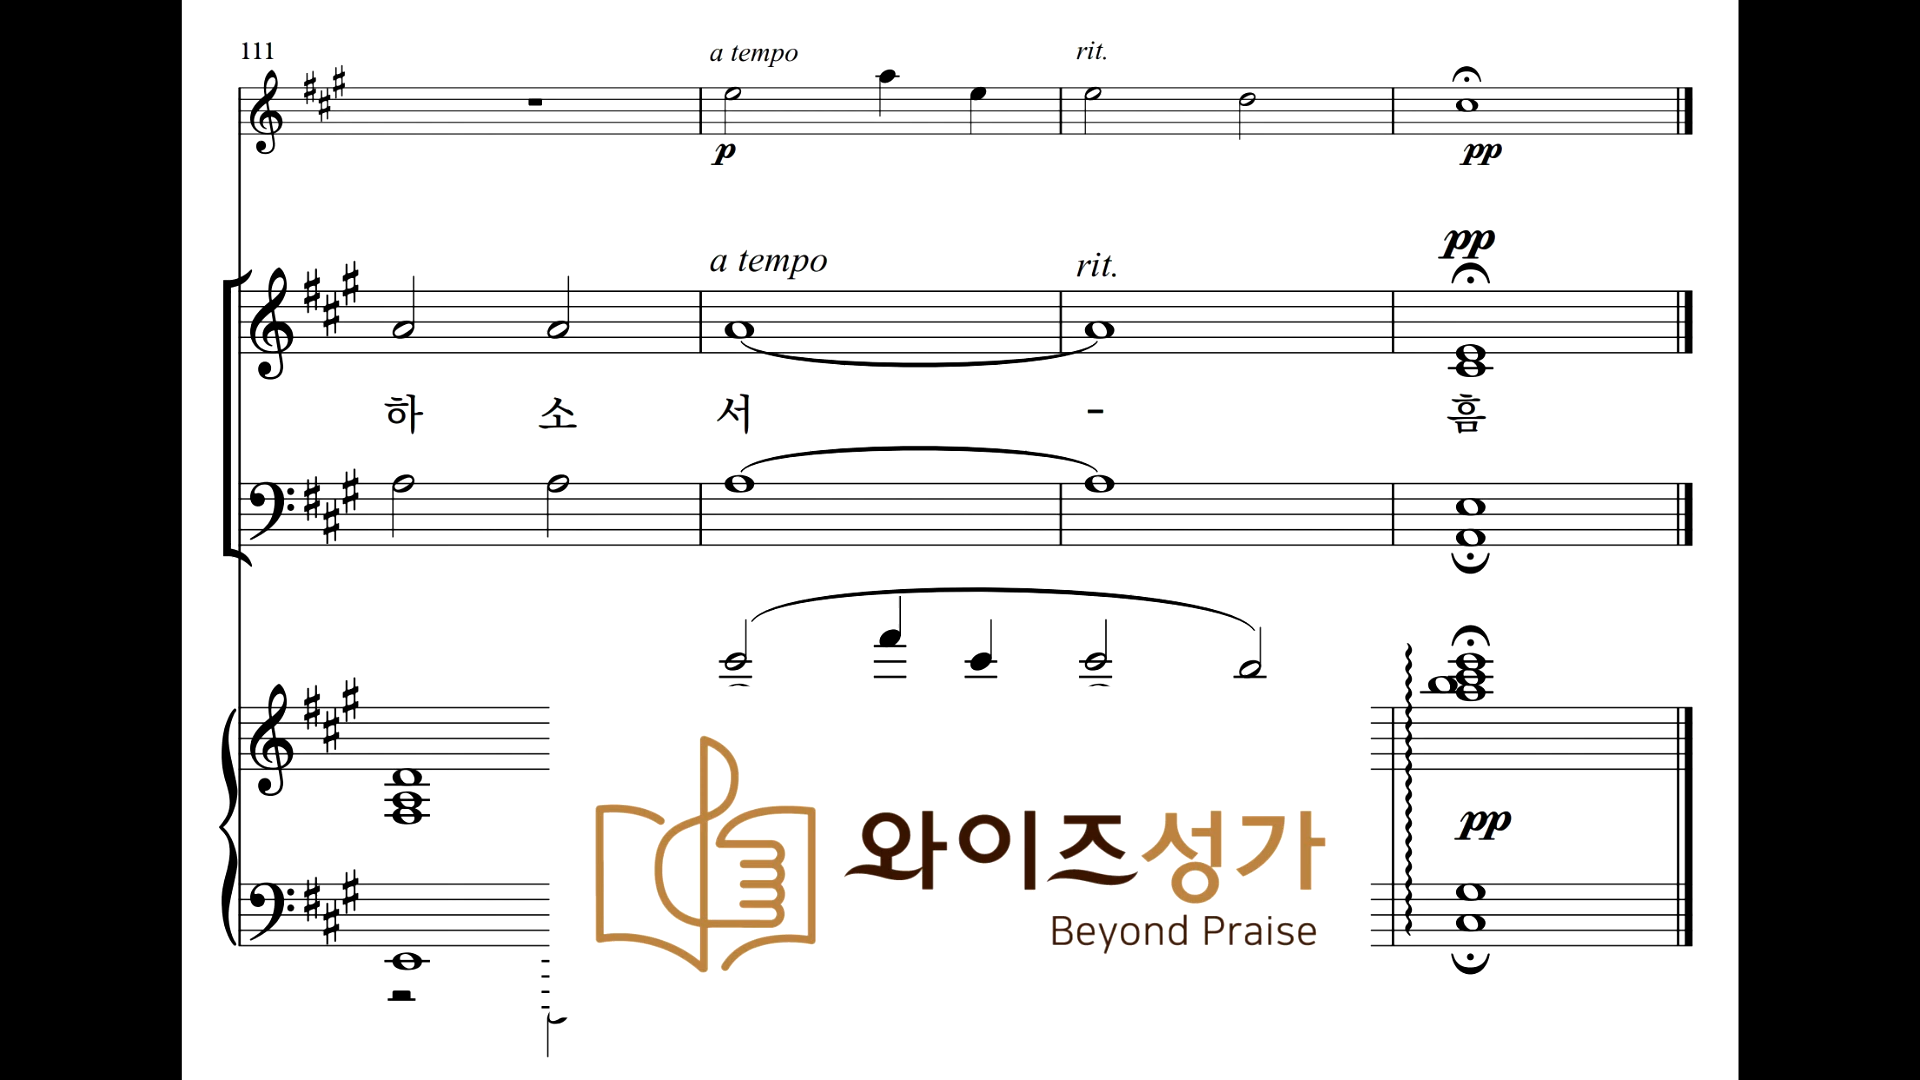 111
a tempo
rit.
p
pp
pp
a tempo
rit.
하 소 서 - 흠
pp
와이즈성가
Beyond Praise